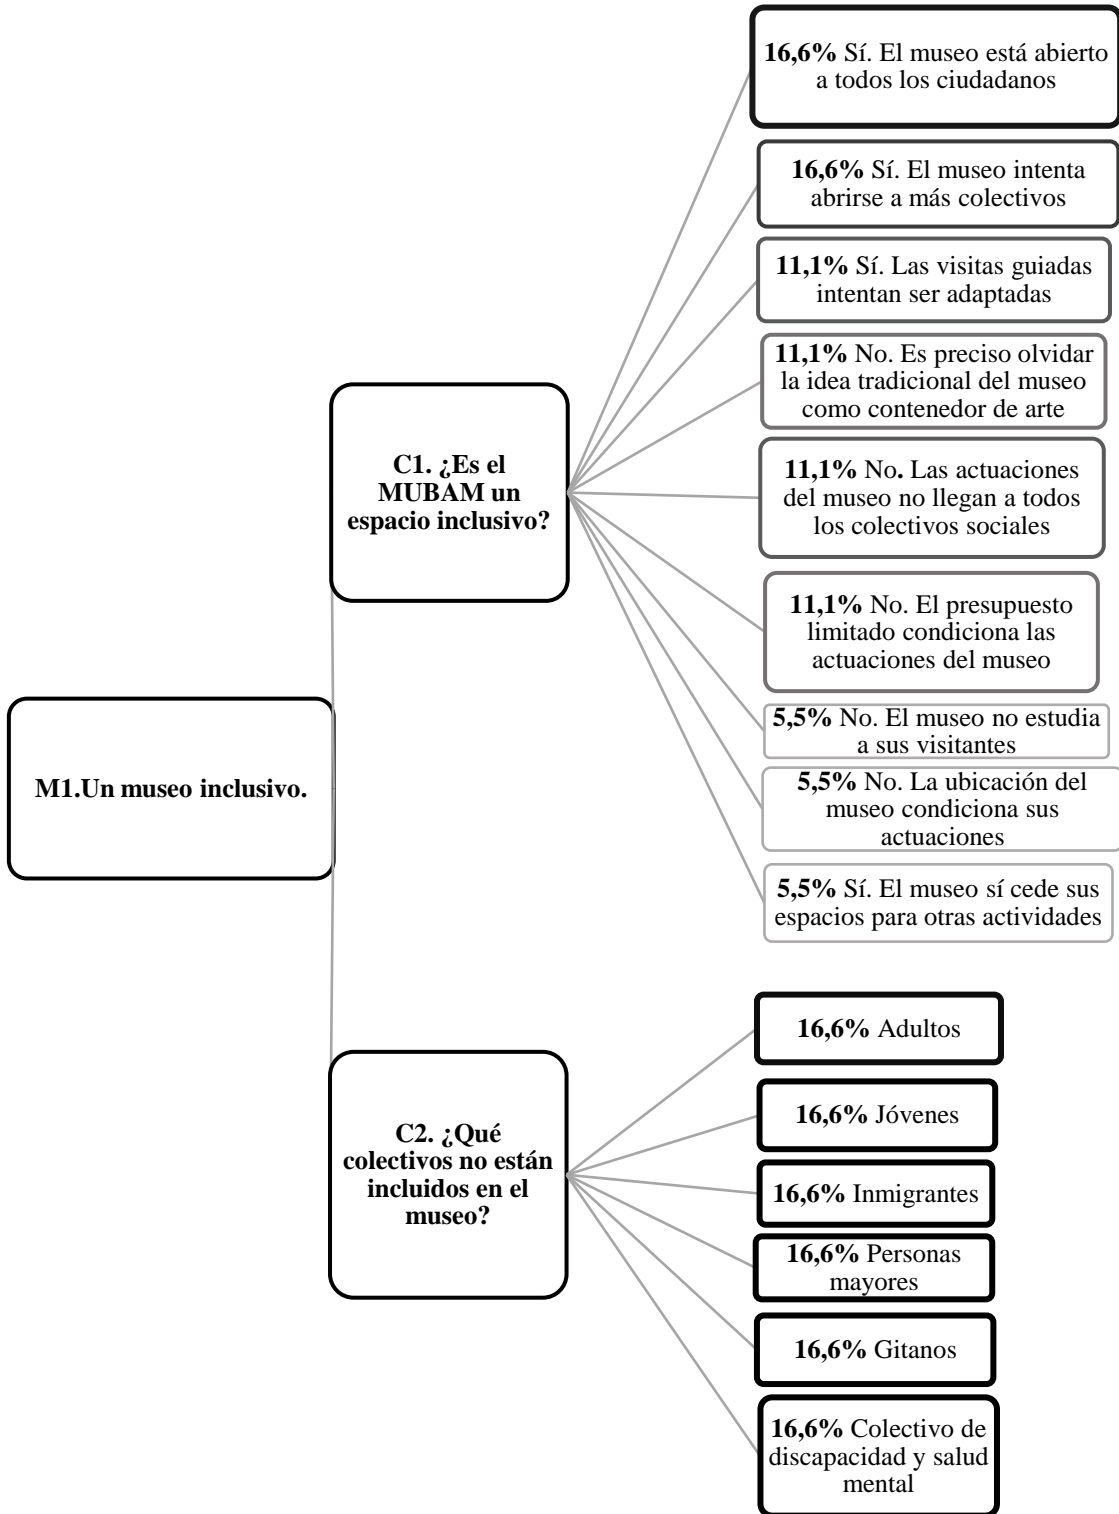 M1.Un museo inclusivo.
C1. ¿Es el
MUBAM un
espacio inclusivo?
16,6% Sí. El museo está abierto
a todos los ciudadanos
16,6% Sí. El museo intenta
abrirse a más colectivos
11,1% Sí. Las visitas guiadas
intentan ser adaptadas
11,1% No. Es preciso olvidar
la idea tradicional del museo
como contenedor de arte
11,1% No. Las actuaciones
del museo no llegan a todos
los colectivos sociales
11,1% No. El presupuesto
limitado condiciona las
actuaciones del museo
5,5% No. El museo no estudia
a sus visitantes
5,5% No. La ubicación del
museo condiciona sus
actuaciones
5,5% Sí. El museo sí cede sus
espacios para otras actividades
C2. ¿Qué
colectivos no están
incluidos en el
museo?
16,6% Adultos
16,6% Jóvenes
16,6% Inmigrantes
16,6% Personas
mayores
16,6% Gitanos
16,6% Colectivo de
discapacidad y salud
mental